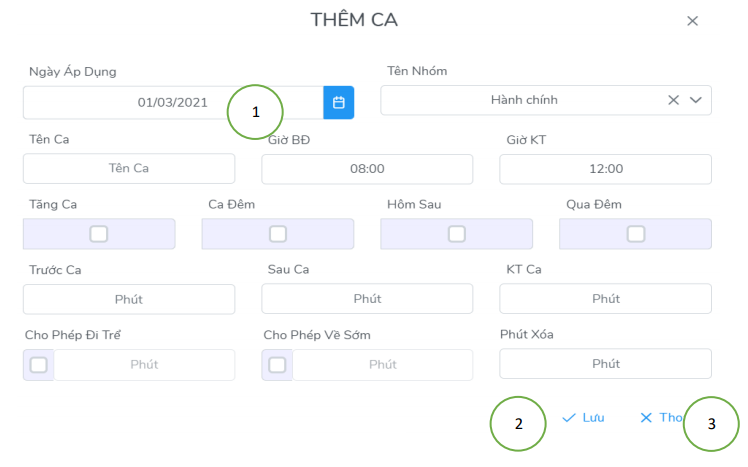 THÊM CA
Ngày Áp Dụng Tên Nhóm
01/03/2021 1 Hành chính
Tên Ca Giờ BĐ Giờ KT
Tên Ca 08:00 12:00
Tăng Ca Ca Đêm Hôm Sau Qua Đêm
Trước Ca Sau Ca KT Ca
Phút Phút Phút
Cho Phép Đi Trể Cho Phép Về Sớm Phút Xóa
Phút Phút Phút
2 Lưu 3